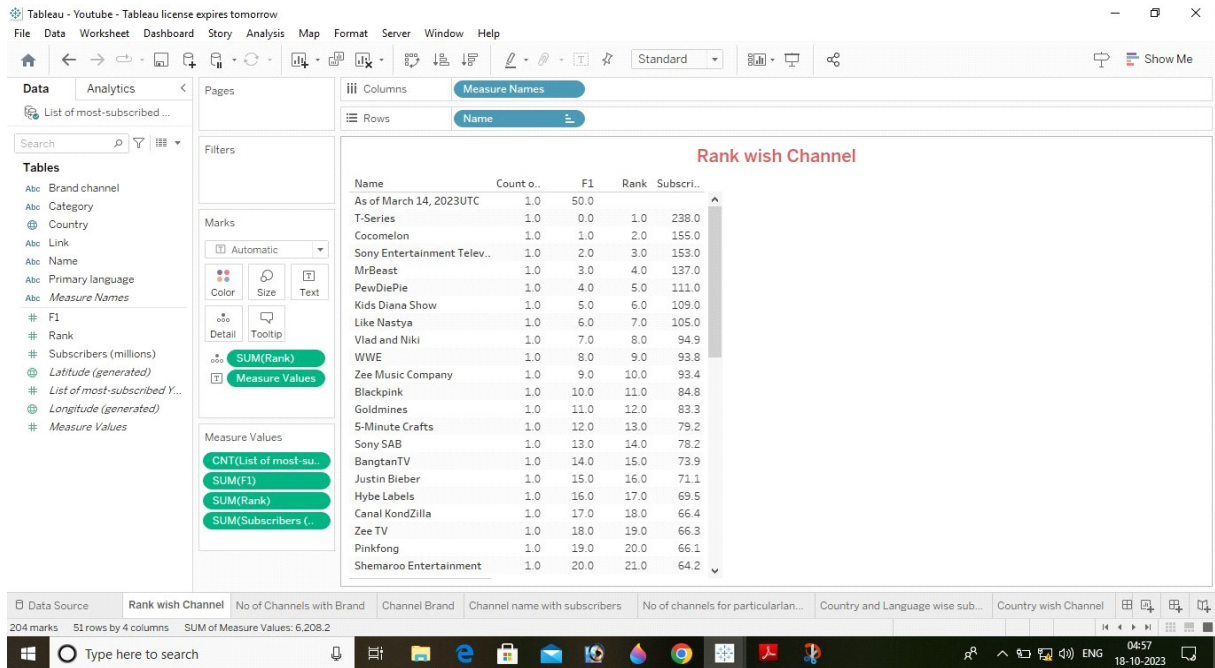 Tableau - Youtube - Tableau license expires tomorrow
File Data Worksheet Dashboard Story Analysis Map Format Server Window Help
Standard
Show Me
Data Analytics
List of most-subscribed ...
Search
Tables
Abc Brand channel
Abc Category
Country
Abc Link
Abc Name
Abc Primary language
Abc Measure Names
# F1
# Rank
# Subscribers (millions)
Latitude (generated)
# List of most-subscribed Y...
Longitude (generated)
# Measure Values
Pages
Filters
Marks
Automatic
Color Size Text
Detail Tooltip
SUM(Rank)
Measure Values
Measure Values
CNT(List of most-su..
SUM(F1)
SUM(Rank)
SUM(Subscribers (..
Columns Measure Names
Rows Name
Rank wish Channel
Name Count o.. F1 Rank Subscri..
As of March 14, 2023UTC 1.0 50.0
T-Series 1.0 0.0 1.0 238.0
Cocomelon 1.0 1.0 2.0 155.0
Sony Entertainment Telev.. 1.0 2.0 3.0 153.0
MrBeast 1.0 3.0 4.0 137.0
PewDiePie 1.0 4.0 5.0 111.0
Kids Diana Show 1.0 5.0 6.0 109.0
Like Nastya 1.0 6.0 7.0 105.0
Vlad and Niki 1.0 7.0 8.0 94.9
WWE 1.0 8.0 9.0 93.8
Zee Music Company 1.0 9.0 10.0 93.4
Blackpink 1.0 10.0 11.0 84.8
Goldmines 1.0 11.0 12.0 83.3
5-Minute Crafts 1.0 12.0 13.0 79.2
Sony SAB 1.0 13.0 14.0 78.2
BangtanTV 1.0 14.0 15.0 73.9
Justin Bieber 1.0 15.0 16.0 71.1
Hybe Labels 1.0 16.0 17.0 69.5
Canal KondZilla 1.0 17.0 18.0 66.4
Zee TV 1.0 18.0 19.0 66.3
Pinkfong 1.0 19.0 20.0 66.1
Shemaroo Entertainment 1.0 20.0 21.0 64.2
Data Source Rank wish Channel No of Channels with Brand Channel Brand Channel name with subscribers No of channels for particularlan... Country and Language wise sub... Country wish Channel
204 marks 51 rows by 4 columns SUM of Measure Values: 6,208.2
Type here to search
ENG
04:57
18-10-2023